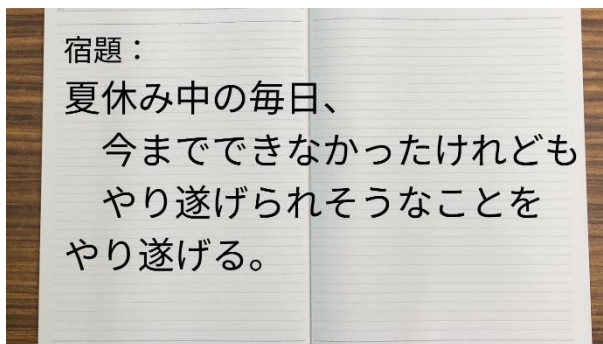 宿題：
夏休み中の毎日、
今までできなかったけれども
やり遂げられそうなことを
やり遂げる。